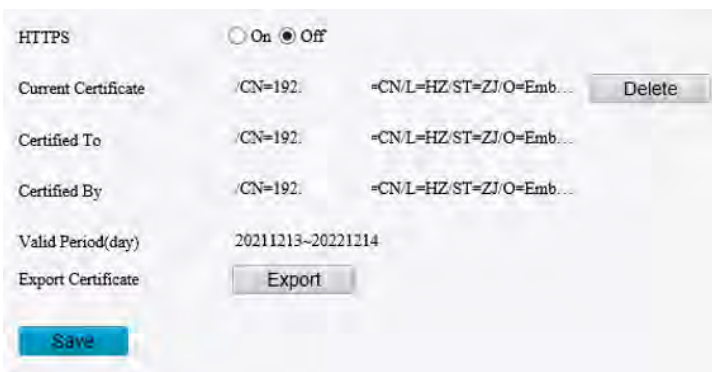 HTTPS On Off
Current Certificate /CN=192. =CN/L=HZ/ST=ZJ/O=Emb... Delete
Certified To /CN=192. =CN/L=HZ/ST=ZJ/O=Emb...
Certified By /CN=192. =CN/L=HZ/ST=ZJ/O=Emb...
Valid Period(day) 20211213~20221214
Export Certificate Export
Save